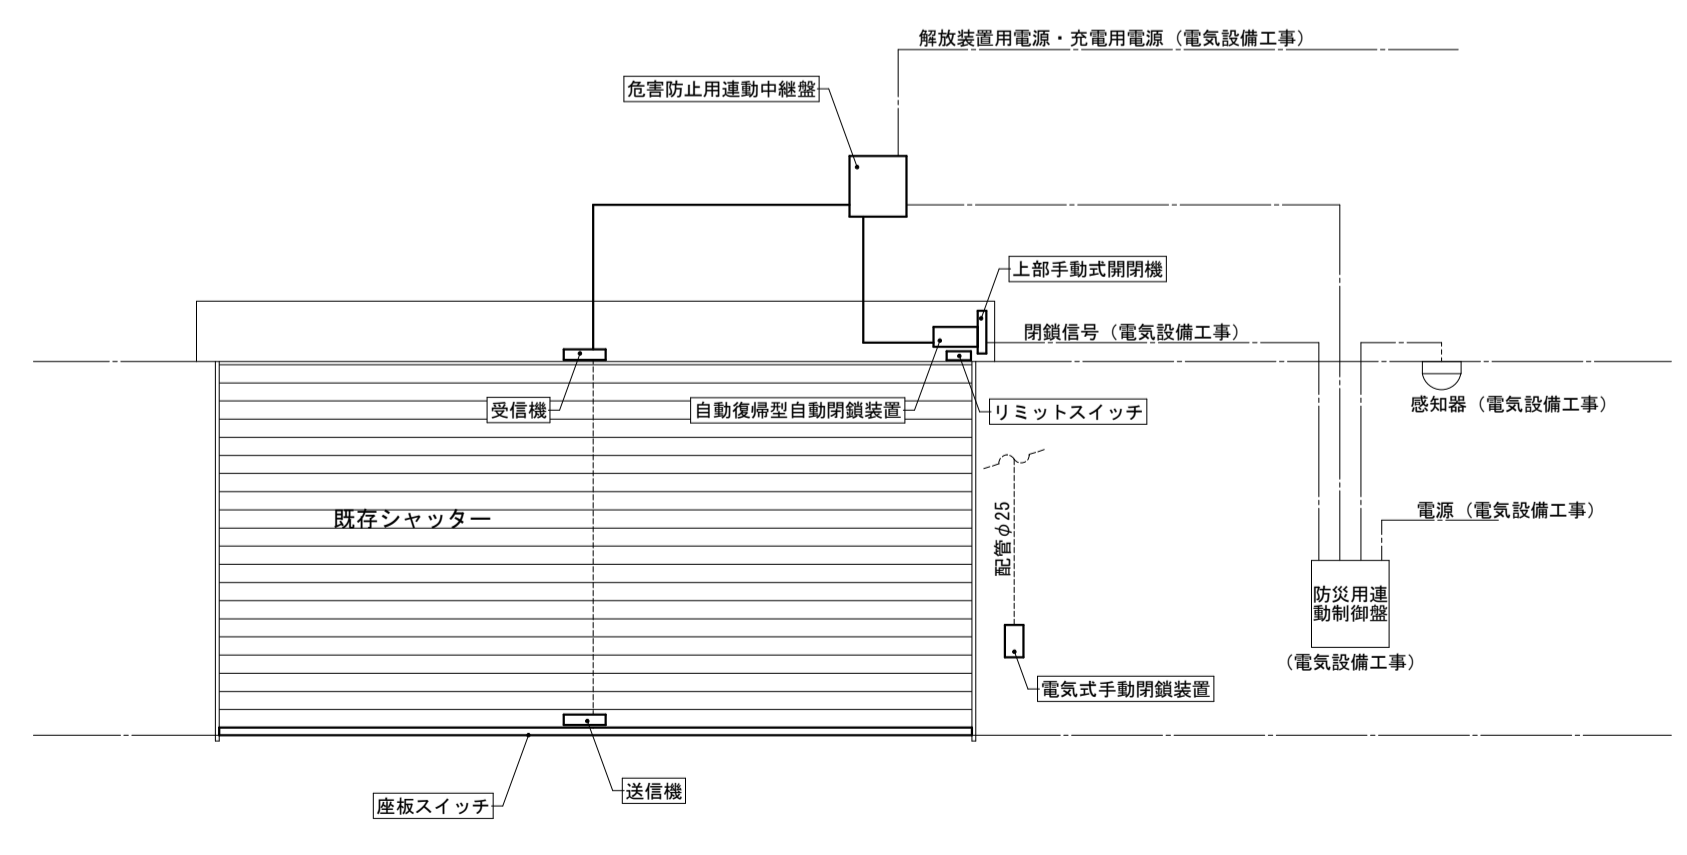 解放装置用電源・充電用電源（電気設備工事）
危害防止用連動中継盤
上部手動式開閉機
閉鎖信号（電気設備工事）
受信機
自動復帰型自動閉鎖装置
リミットスイッチ
感知器（電気設備工事）
既存シャッター
配管φ25
電源（電気設備工事）
防災用連
動制御盤
（電気設備工事）
電気式手動閉鎖装置
座板スイッチ
送信機